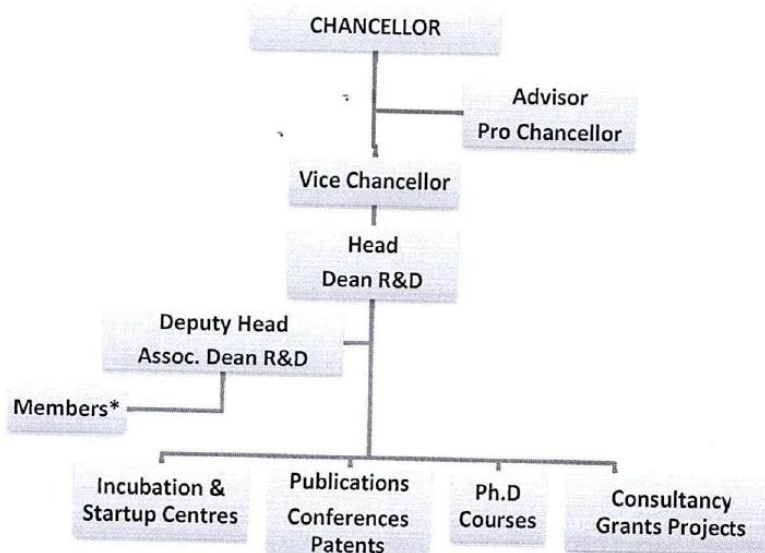 CHANCELLOR
Advisor
Pro Chancellor
Vice Chancellor
Head
Dean R&D
Deputy Head
Assoc. Dean R&D
Members*
Incubation &
Startup Centres
Publications
Conferences
Patents
Ph.D
Courses
Consultancy
Grants Projects